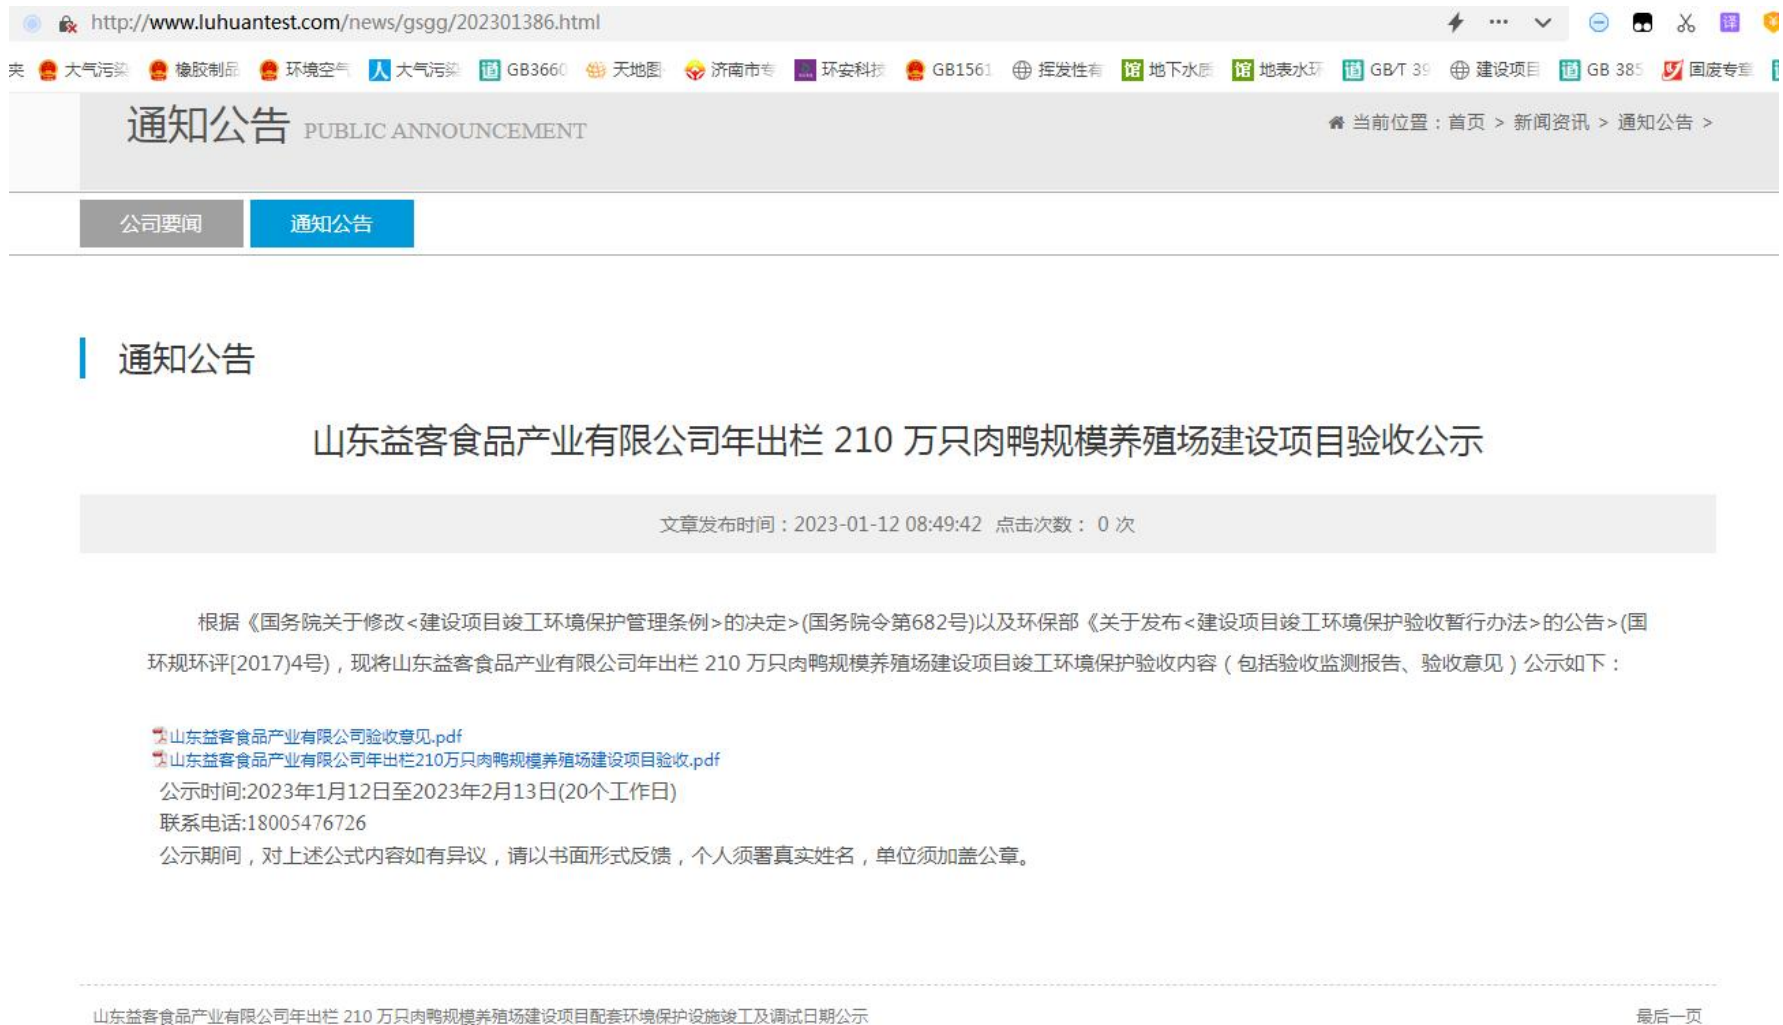 http://www.luhuantest.com/news/gsgg/202301386.html
夹 大气污染 橡胶制品 环境空气 大气污染 GB3660 天地图 济南市专 环安科技 GB1561 挥发性有 地下水质 地表水环 GB/T 39 建设项目 GB 385 固废专章
通知公告 PUBLIC ANNOUNCEMENT
当前位置：首页 > 新闻资讯 > 通知公告 >
公司要闻 通知公告
通知公告
山东益客食品产业有限公司年出栏 210 万只肉鸭规模养殖场建设项目验收公示
文章发布时间：2023-01-12 08:49:42 点击次数： 0 次
根据《国务院关于修改<建设项目竣工环境保护管理条例>的决定>(国务院令第682号)以及环保部《关于发布<建设项目竣工环境保护验收暂行办法>的公告>(国
环规环评[2017)4号)，现将山东益客食品产业有限公司年出栏 210 万只肉鸭规模养殖场建设项目竣工环境保护验收内容（包括验收监测报告、验收意见）公示如下：
山东益客食品产业有限公司验收意见.pdf
山东益客食品产业有限公司年出栏210万只肉鸭规模养殖场建设项目验收.pdf
公示时间:2023年1月12日至2023年2月13日(20个工作日)
联系电话:18005476726
公示期间，对上述公式内容如有异议，请以书面形式反馈，个人须署真实姓名，单位须加盖公章。
山东益客食品产业有限公司年出栏 210 万只肉鸭规模养殖场建设项目配套环境保护设施竣工及调试日期公示
最后一页